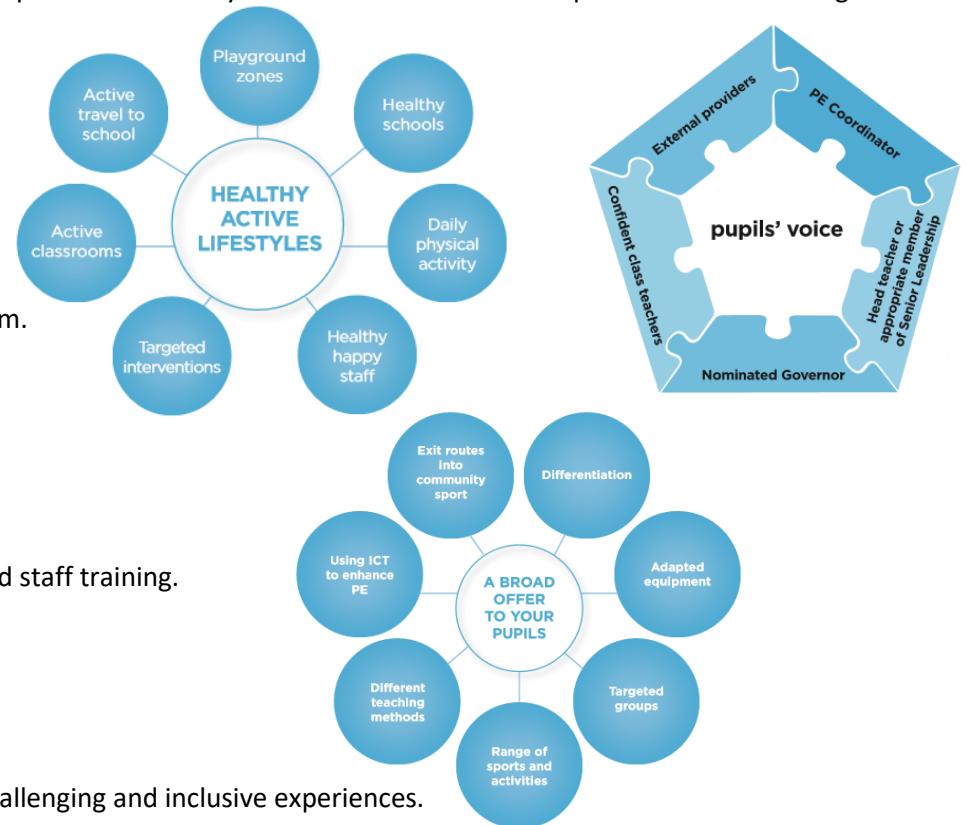 Playground
zones
Active
travel to
school
Healthy
schools
HEALTHY
ACTIVE
LIFESTYLES
Active
classrooms
Daily
physical
activity
Targeted
interventions
Healthy
happy
staff
External providers
PE Coordinator
pupils' voice
Confident class teachers
Head teacher or
appropriate member
of Senior Leadership
Nominated Governor
Exit routes
into
community
sport
Differentiation
Using ICT
to enhance
PE
Adapted
equipment
A BROAD
OFFER
TO YOUR
PUPILS
staff training.
Different
teaching
methods
Targeted
groups
Range of
sports and
activities
and inclusive experiences.